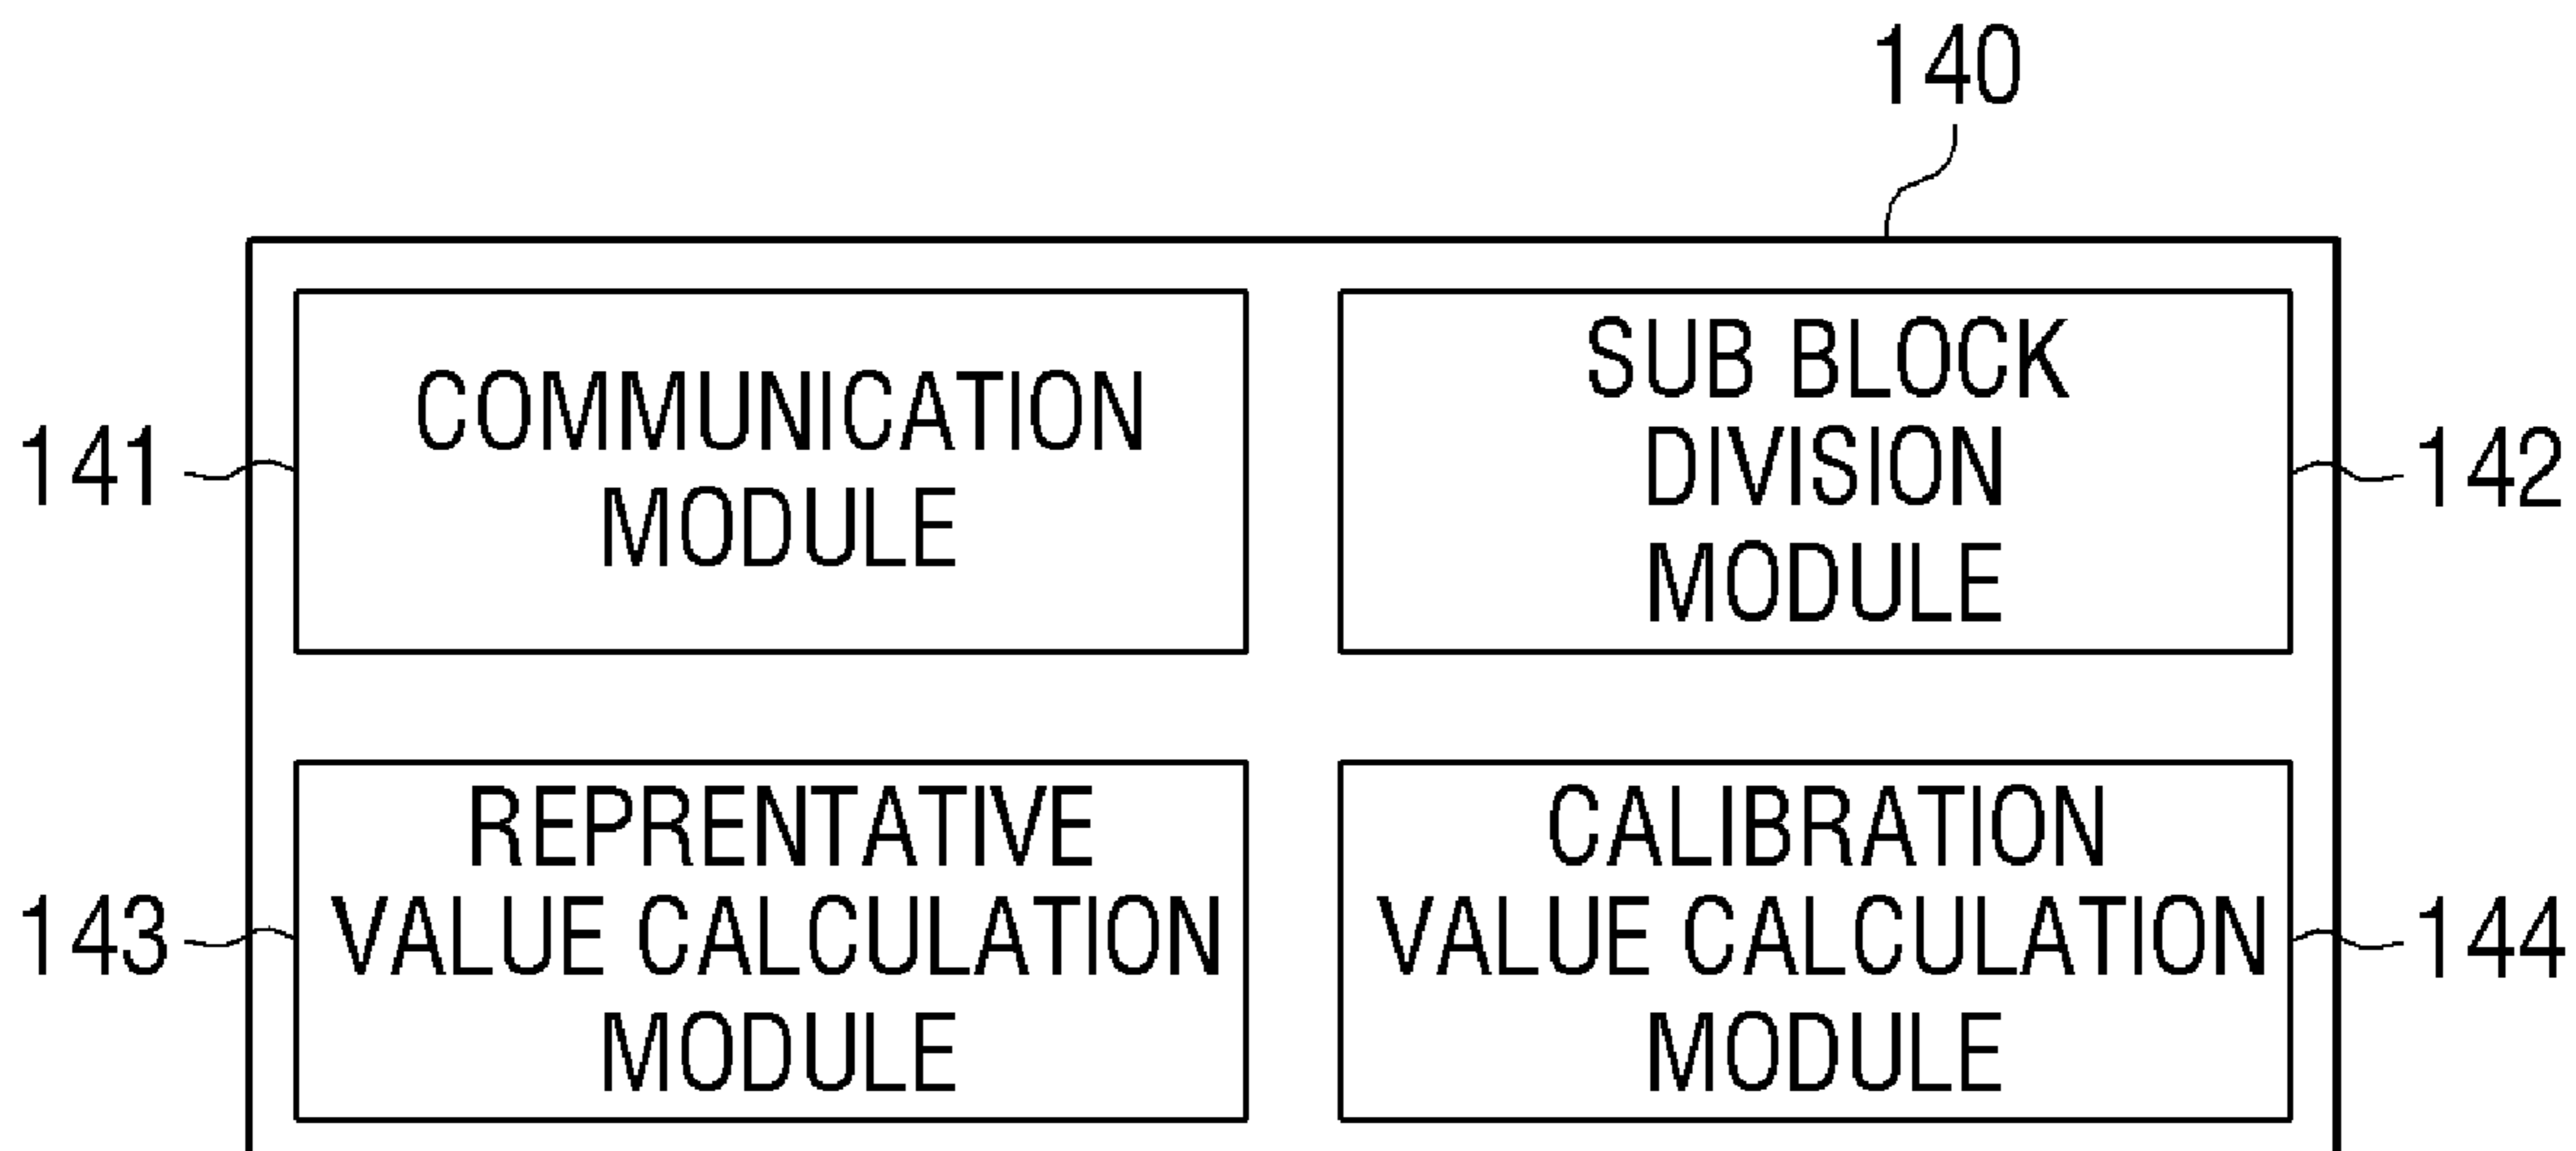 140
141
COMMUNICATION
MODULE
SUB BLOCK
DIVISION
MODULE
142
143
REPRENTATIVE
VALUE CALCULATION
MODULE
CALIBRATION
VALUE CALCULATION
MODULE
144